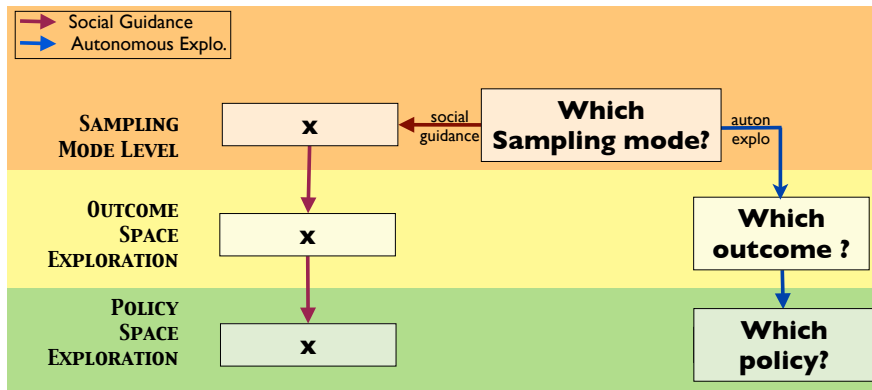 Social Guidance
Autonomous Explo.
SAMPLING
MODE LEVEL
x
social
guidance
Which
Sampling mode?
auton
explo
OUTCOME
SPACE
EXPLORATION
x
Which
outcome ?
POLICY
SPACE
EXPLORATION
x
Which
policy?